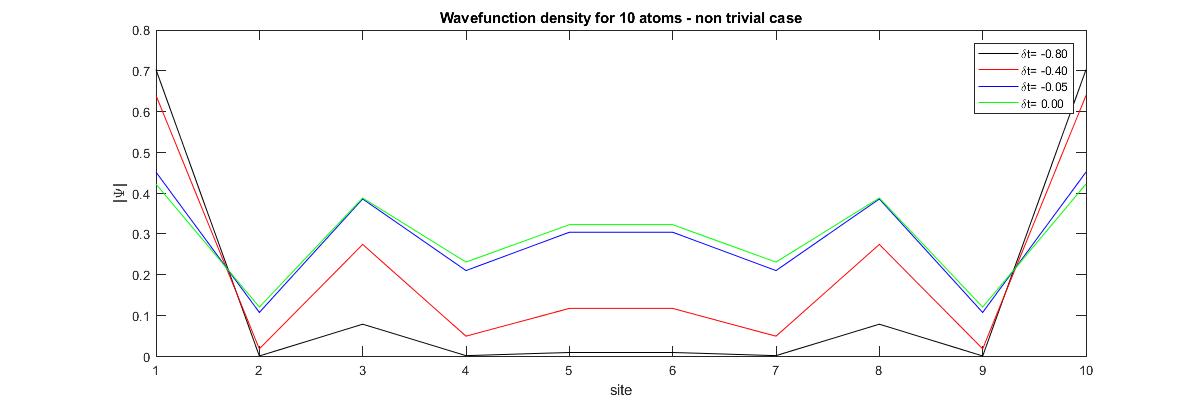 Wavefunction density for 10 atoms - non trivial case
0.8
0.7
0.6
0.5
0.4
0.3
0.2
0.1
0
|Ψ|
δt= -0.80
δt= -0.40
δt= -0.05
δt= 0.00
1 2 3 4 5 6 7 8 9 10
site